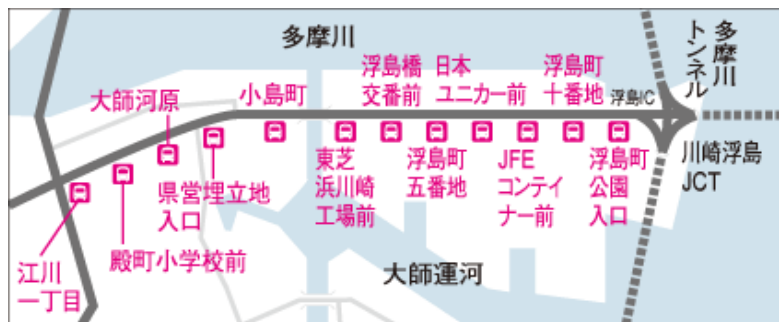 多摩川
多摩川
トンネル
浮島橋
交番前
日本
ユニカー前
浮島町
十番地
浮島IC
小島町
大師河原
川崎浮島
JCT
県営埋立地
入口
東芝
浜川崎
工場前
浮島町
五番地
JFE
コンテイ
ナー前
浮島町
公園
入口
殿町小学校前
江川
一丁目
大師運河